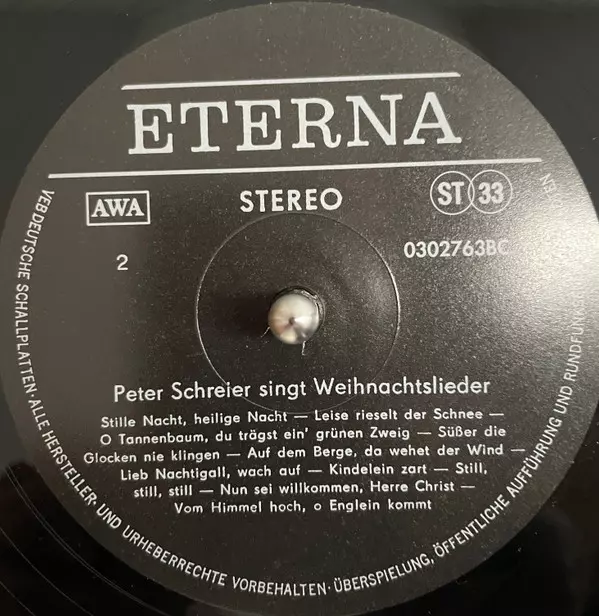 ETERNA
AWA
STEREO
ST 33
2
0302763BC
Peter Schreier singt Weihnachtslieder
Stille Nacht, heilige Nacht — Leise rieselt der Schnee —
O Tannenbaum, du trägst ein' grünen Zweig — Süßer die
Glocken nie klingen — Auf dem Berge, da wehet der Wind —
Lieb Nachtigall, wach auf — Kindelein zart — Still,
still, still — Nun sei willkommen, Herre Christ —
Vom Himmel hoch, o Englein kommt
VEB DEUTSCHE SCHALLPLATTEN · ALLE HERSTELLER- UND URHEBERRECHTE VORBEHALTEN · ÜBERSPIELUNG, ÖFFENTLICHE AUFFÜHRUNG UND